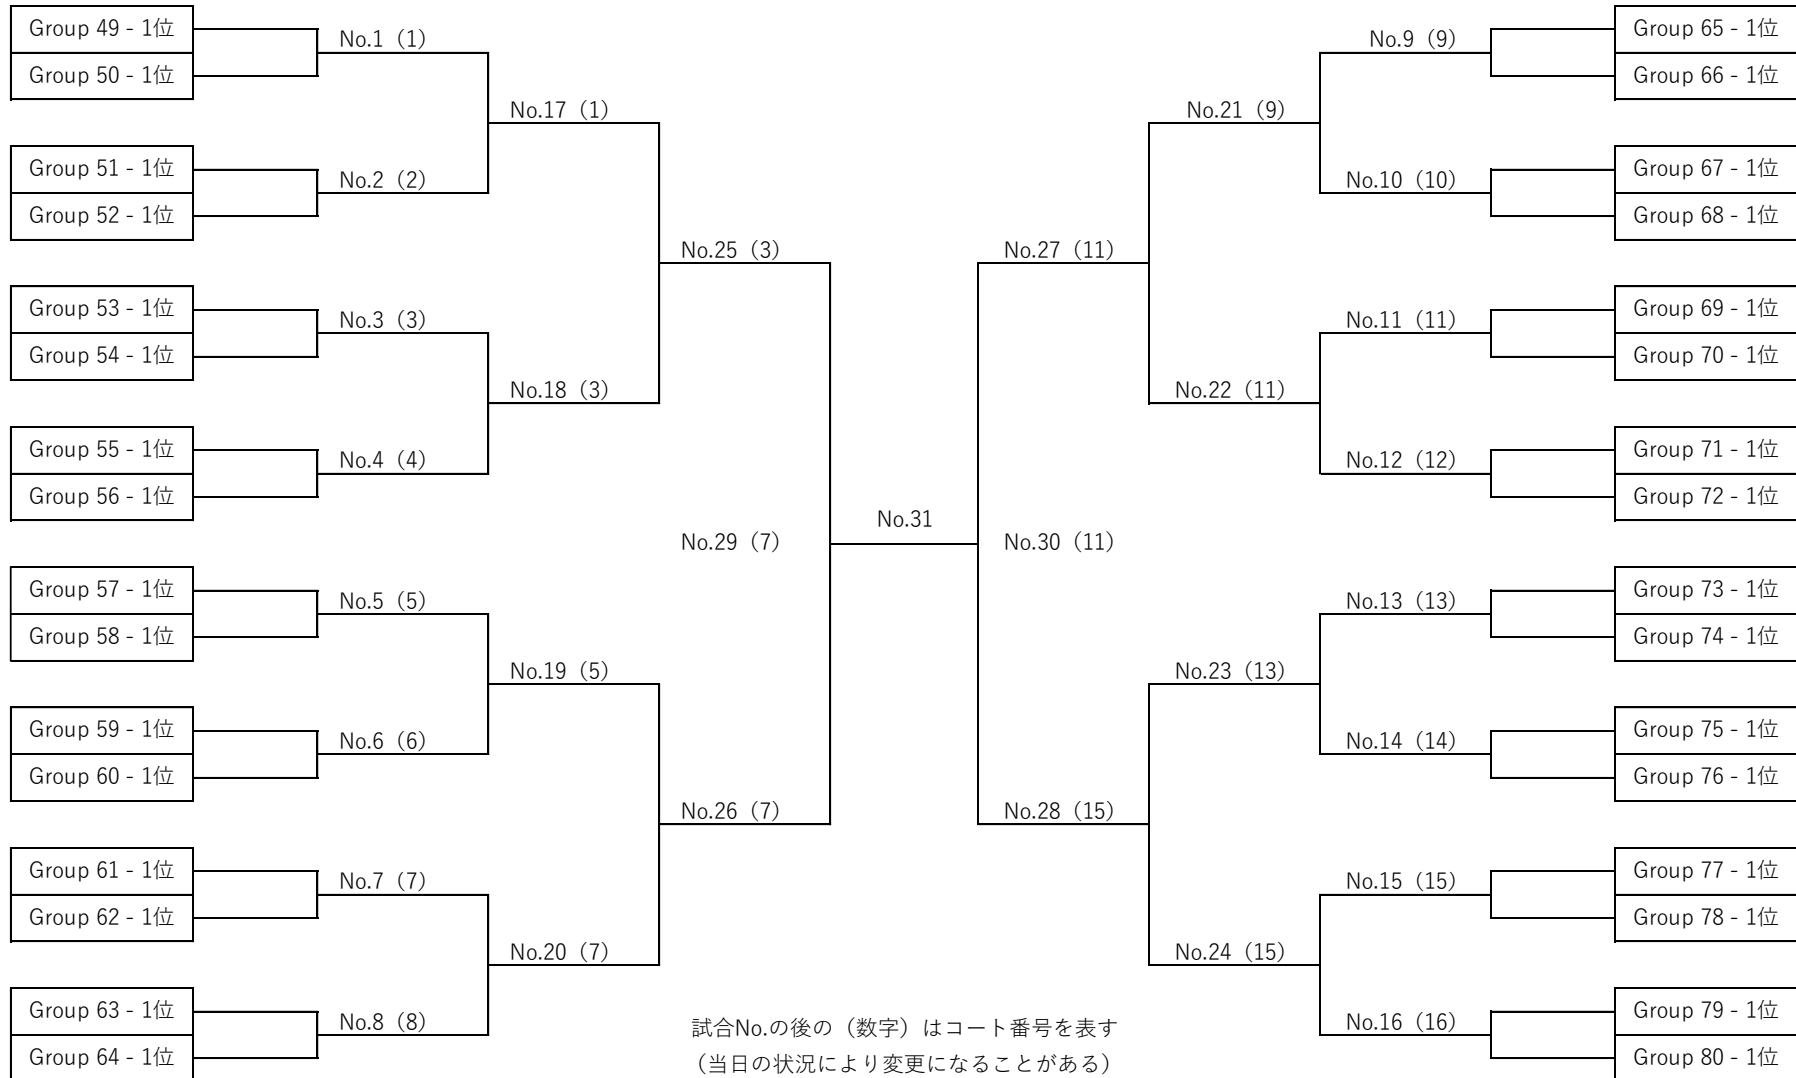 Group 49 - 1位
Group 50 - 1位
Group 51 - 1位
Group 52 - 1位
Group 53 - 1位
Group 54 - 1位
Group 55 - 1位
Group 56 - 1位
Group 57 - 1位
Group 58 - 1位
Group 59 - 1位
Group 60 - 1位
Group 61 - 1位
Group 62 - 1位
Group 63 - 1位
Group 64 - 1位
No.1（1）
No.2（2）
No.3（3）
No.4（4）
No.5（5）
No.6（6）
No.7（7）
No.8（8）
No.17（1）
No.18（3）
No.19（5）
No.20（7）
No.25（3）
No.29（7）
No.26（7）
No.31
No.27（11）
No.30（11）
No.28（15）
No.21（9）
No.22（11）
No.23（13）
No.24（15）
No.9（9）
No.10（10）
No.11（11）
No.12（12）
No.13（13）
No.14（14）
No.15（15）
No.16（16）
Group 65 - 1位
Group 66 - 1位
Group 67 - 1位
Group 68 - 1位
Group 69 - 1位
Group 70 - 1位
Group 71 - 1位
Group 72 - 1位
Group 73 - 1位
Group 74 - 1位
Group 75 - 1位
Group 76 - 1位
Group 77 - 1位
Group 78 - 1位
Group 79 - 1位
Group 80 - 1位
試合No.の後の（数字）はコート番号を表す
（当日の状況により変更になることがある）